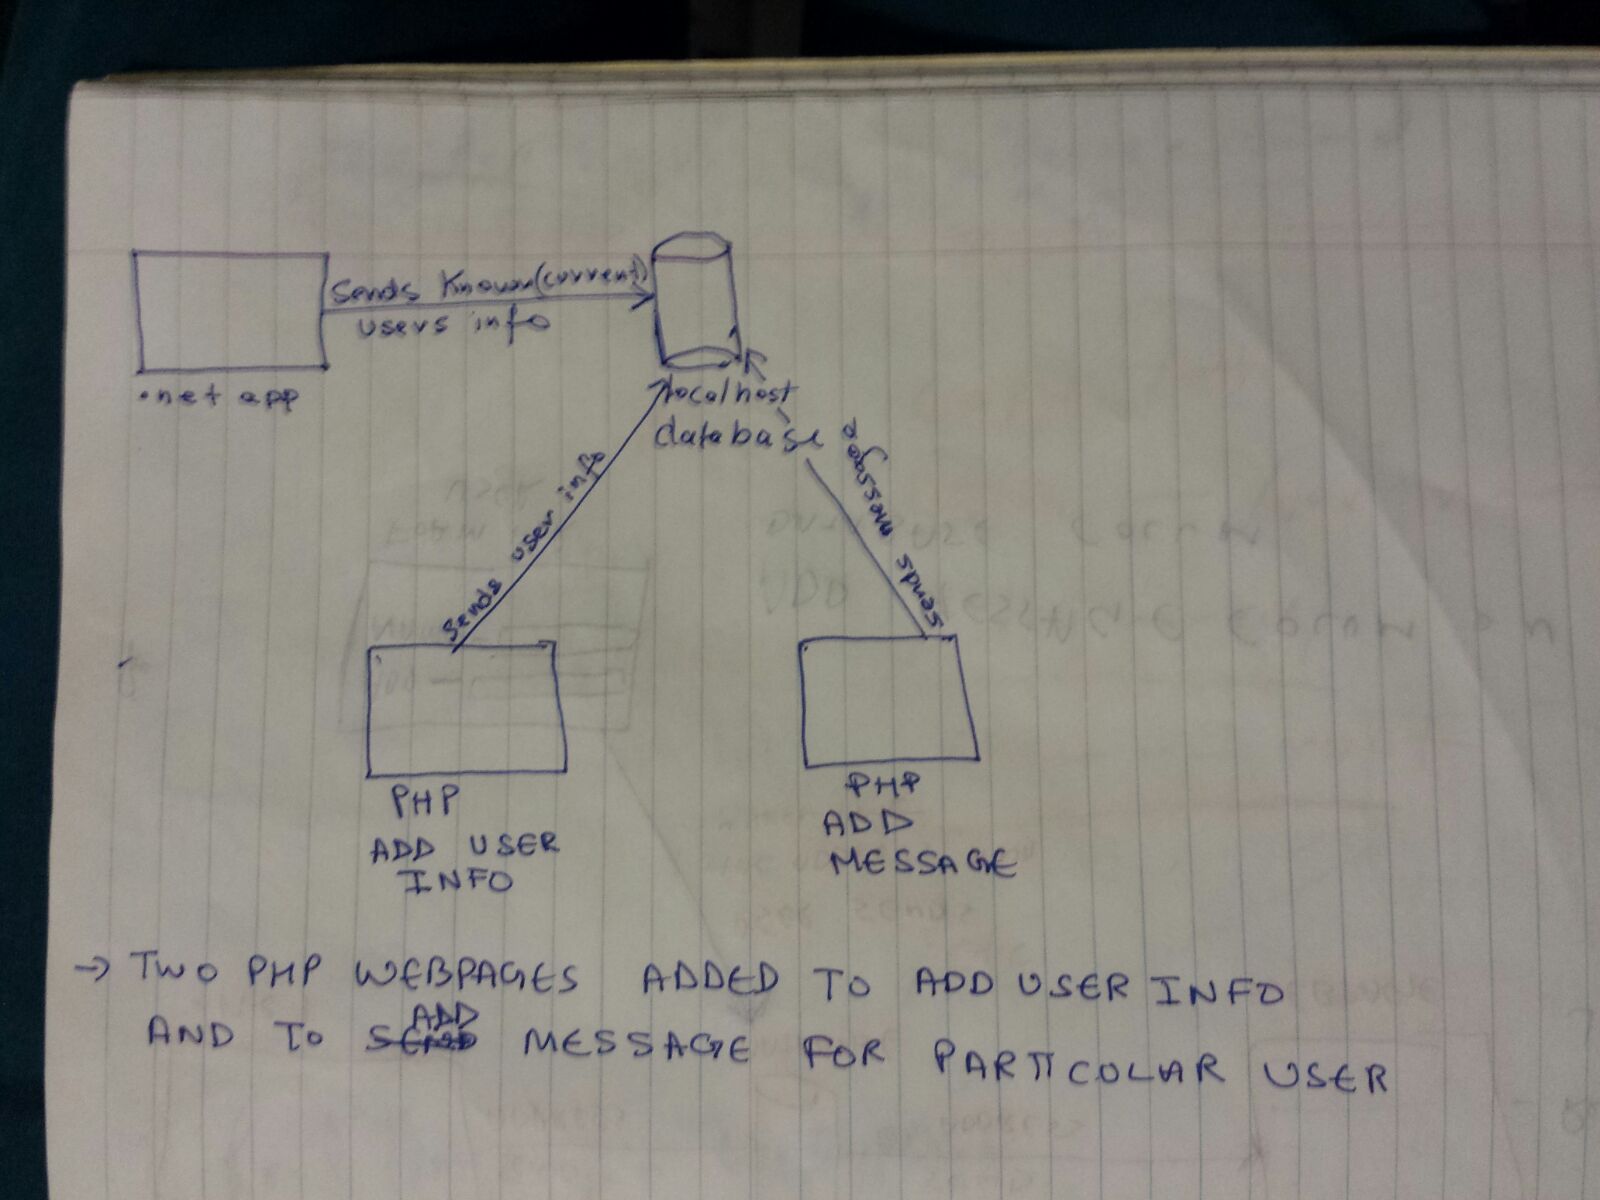 Sends Known(current)
users info
.net app
localhost
database
Sends user info
sends message
PHP
ADD USER
INFO
PHP
ADD
MESSAGE
→ TWO PHP WEBPAGES ADDED TO ADD USER INFO
AND TO ADD MESSAGE FOR PARTICOLAR USER